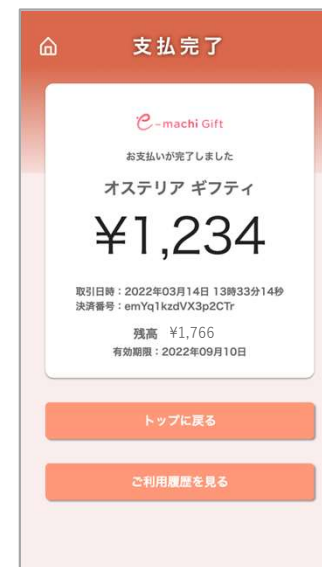 支払完了
e-machi Gift
お支払いが完了しました
オステリア ギフティ
¥1,234
取引日時：2022年03月14日 13時33分14秒
決済番号：emYq1kzdVX3p2CTr
残高 ¥1,766
有効期限：2022年09月10日
トップに戻る
ご利用履歴を見る